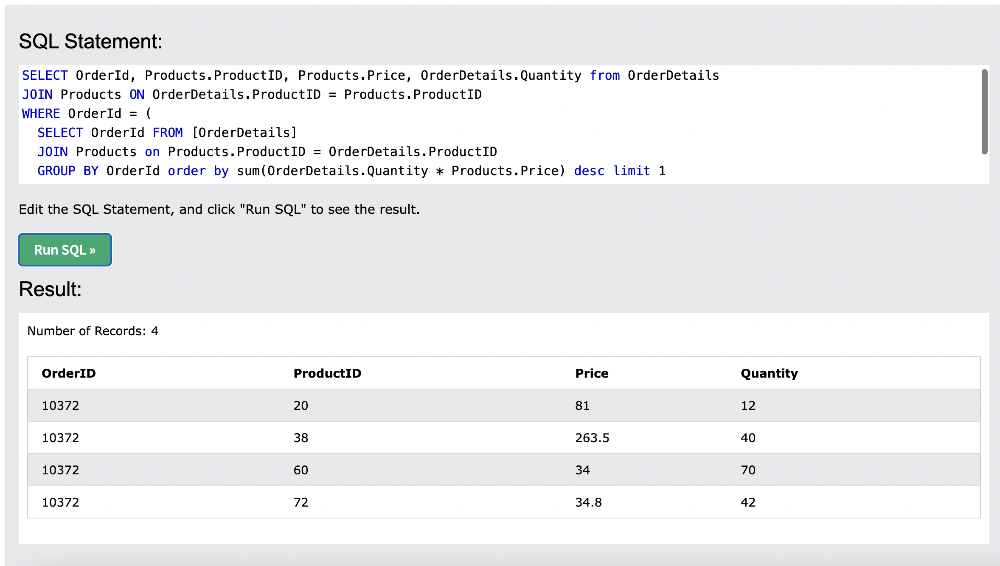 SQL Statement:
SELECT OrderId, Products.ProductID, Products.Price, OrderDetails.Quantity from OrderDetails
JOIN Products ON OrderDetails.ProductID = Products.ProductID
WHERE OrderId = (
  SELECT OrderId FROM [OrderDetails]
  JOIN Products on Products.ProductID = OrderDetails.ProductID
  GROUP BY OrderId order by sum(OrderDetails.Quantity * Products.Price) desc limit 1
Edit the SQL Statement, and click "Run SQL" to see the result.
Run SQL »
Result:
Number of Records: 4
OrderID ProductID Price Quantity
10372 20 81 12
10372 38 263.5 40
10372 60 34 70
10372 72 34.8 42